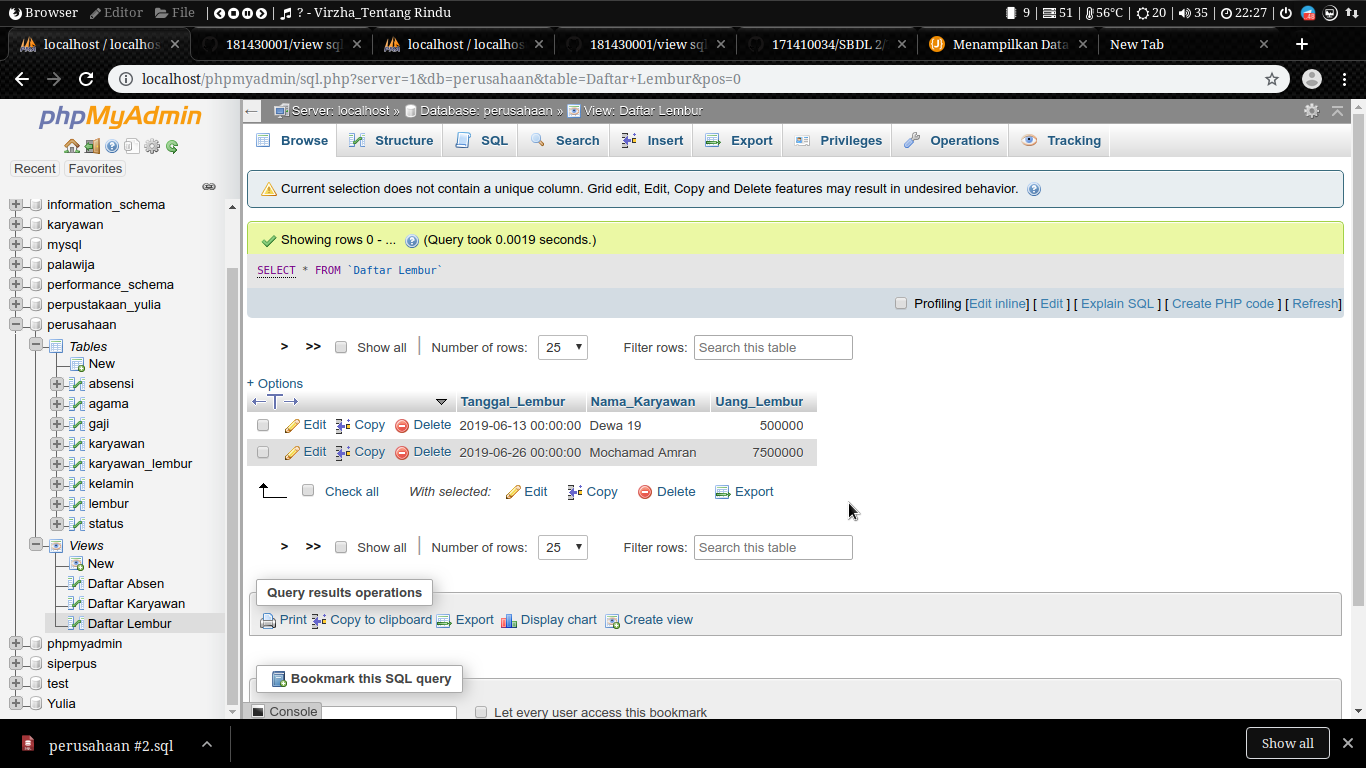 Browser Editor File ? - Virzha_Tentang Rindu 9 51 56°C 20 35 22:27
localhost / localhos 181430001/view sql localhost / localhos 181430001/view sql 171410034/SBDL 2/ Menampilkan Data New Tab
localhost/phpmyadmin/sql.php?server=1&db=perusahaan&table=Daftar+Lembur&pos=0
phpMyAdmin
Recent Favorites
information_schema
karyawan
mysql
palawija
performance_schema
perpustakaan_yulia
perusahaan
Tables
New
absensi
agama
gaji
karyawan
karyawan_lembur
kelamin
lembur
status
Views
New
Daftar Absen
Daftar Karyawan
Daftar Lembur
phpmyadmin
siperpus
test
Yulia
Server: localhost » Database: perusahaan » View: Daftar Lembur
Browse Structure SQL Search Insert Export Privileges Operations Tracking
Current selection does not contain a unique column. Grid edit, Edit, Copy and Delete features may result in undesired behavior.
Showing rows 0 - ... (Query took 0.0019 seconds.)
SELECT * FROM `Daftar Lembur`
Profiling [Edit inline] [ Edit ] [ Explain SQL ] [ Create PHP code ] [ Refresh]
> >> Show all | Number of rows: 25 Filter rows: Search this table
+ Options
Tanggal_Lembur Nama_Karyawan Uang_Lembur
Edit Copy Delete 2019-06-13 00:00:00 Dewa 19 500000
Edit Copy Delete 2019-06-26 00:00:00 Mochamad Amran 7500000
Check all With selected: Edit Copy Delete Export
> >> Show all | Number of rows: 25 Filter rows: Search this table
Query results operations
Print Copy to clipboard Export Display chart Create view
Bookmark this SQL query
Console Let every user access this bookmark
perusahaan #2.sql Show all